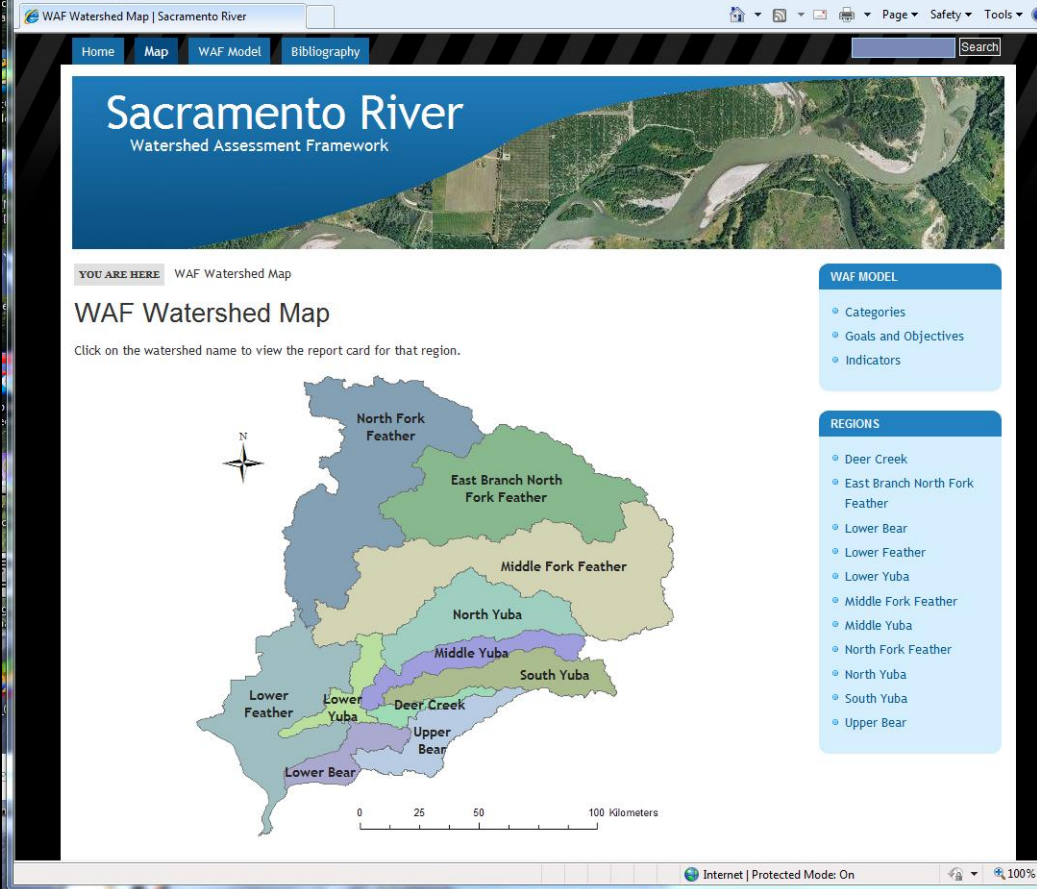 WAF Watershed Map | Sacramento River
Page Safety Tools
Home Map WAF Model Bibliography Search
Sacramento River
Watershed Assessment Framework
YOU ARE HERE WAF Watershed Map
WAF Watershed Map
Click on the watershed name to view the report card for that region.
N
North Fork
Feather
East Branch North
Fork Feather
Middle Fork Feather
North Yuba
Middle Yuba
South Yuba
Lower
Feather
Lower
Yuba
Deer Creek
Upper
Bear
Lower Bear
0 25 50 100 Kilometers
WAF MODEL
Categories
Goals and Objectives
Indicators
REGIONS
Deer Creek
East Branch North Fork
Feather
Lower Bear
Lower Feather
Lower Yuba
Middle Fork Feather
Middle Yuba
North Fork Feather
North Yuba
South Yuba
Upper Bear
Internet | Protected Mode: On
100%